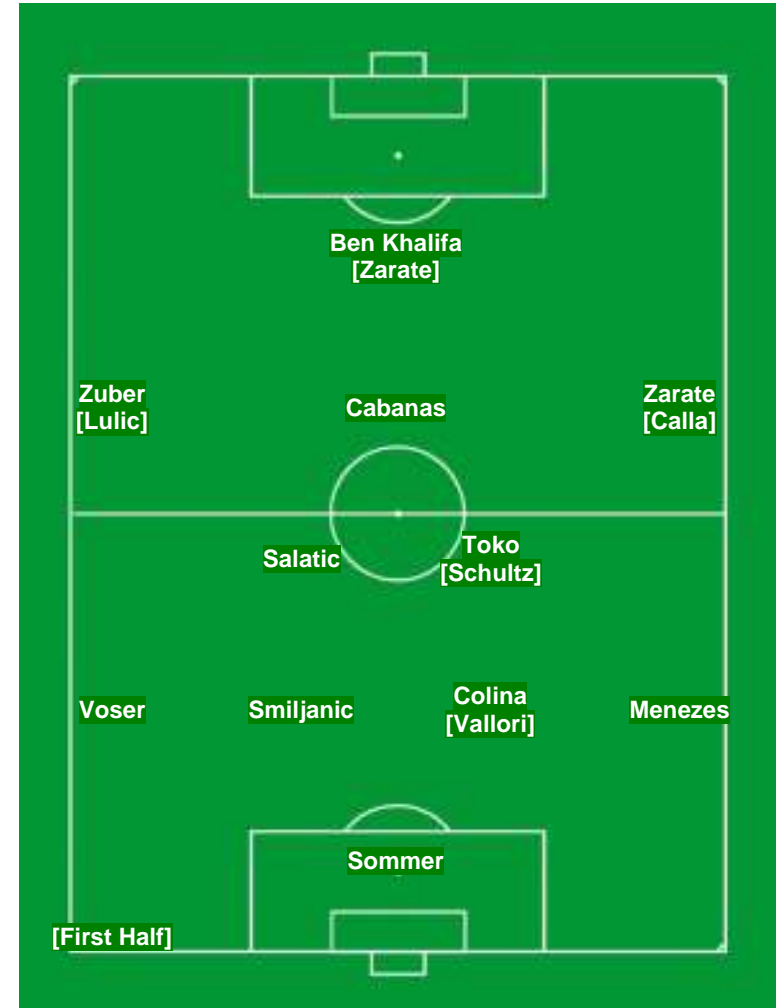 Ben Khalifa
[Zarate]
Zuber
[Lulic]
Cabanas
Zarate
[Calla]
Salatic
Toko
[Schultz]
Voser
Smiljanic
Colina
[Vallori]
Menezes
Sommer
[First Half]